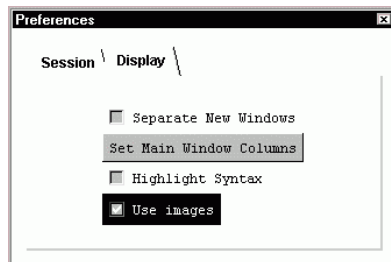 Preferences
Session \ Display \
Separate New Windows
Set Main Window Columns
Highlight Syntax
Use images